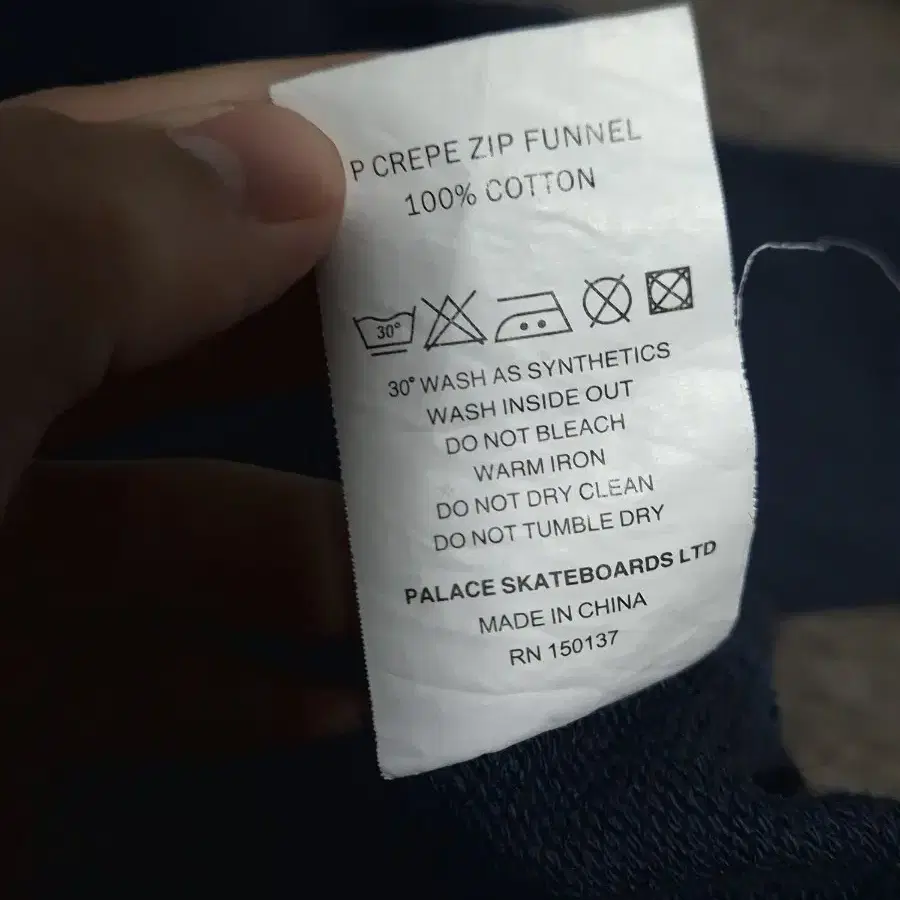 P CREPE ZIP FUNNEL
100% COTTON
30°
30° WASH AS SYNTHETICS
WASH INSIDE OUT
DO NOT BLEACH
WARM IRON
DO NOT DRY CLEAN
DO NOT TUMBLE DRY
PALACE SKATEBOARDS LTD
MADE IN CHINA
RN 150137